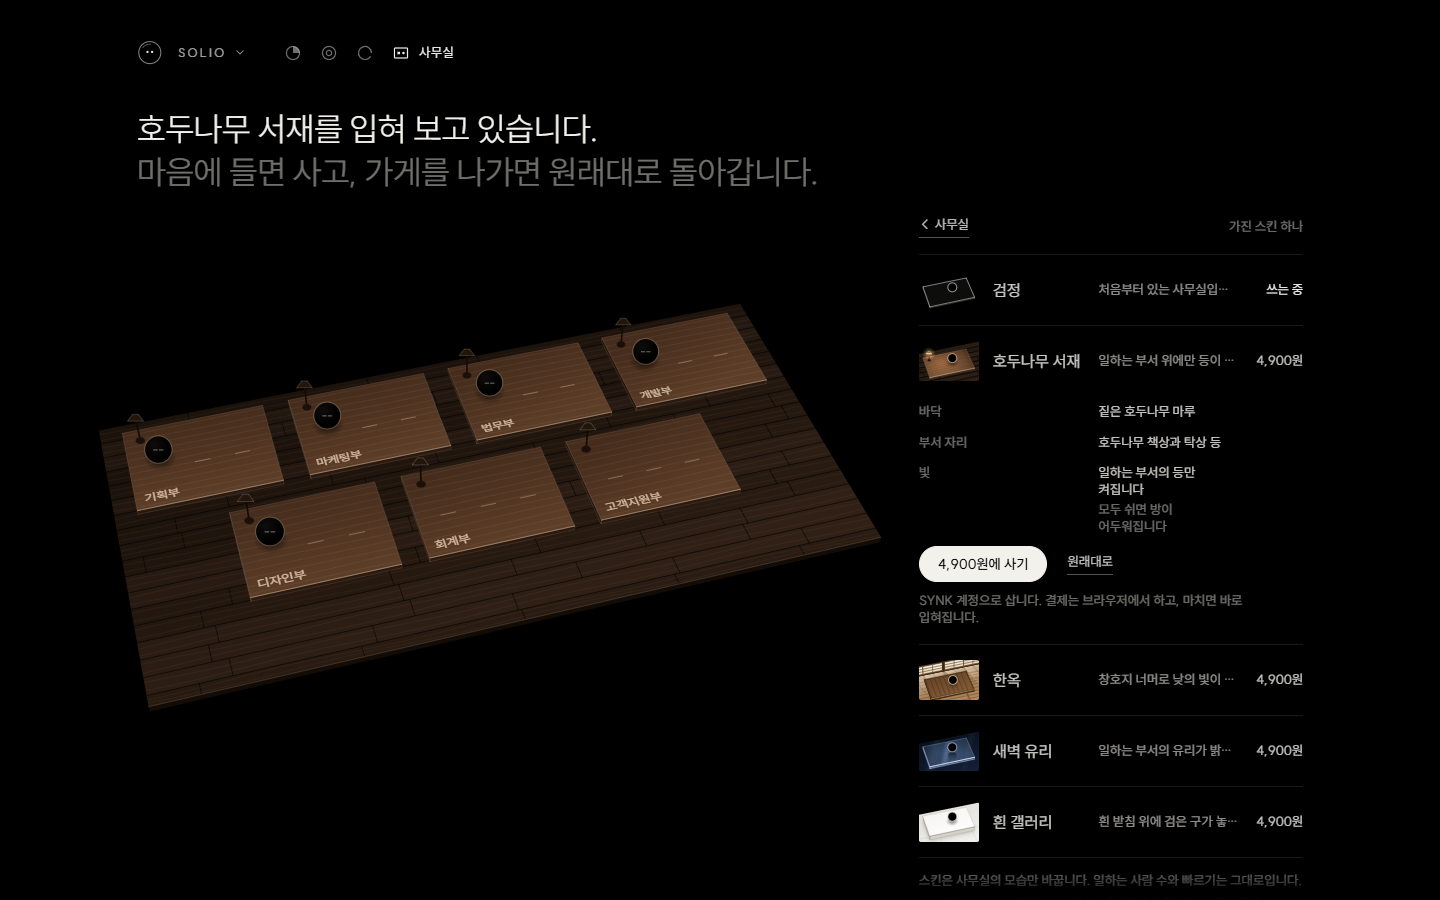 SOLIO
사무실
호두나무 서재를 입혀 보고 있습니다.
마음에 들면 사고, 가게를 나가면 원래대로 돌아갑니다.
사무실
가진 스킨 하나
검정
처음부터 있는 사무실입…
쓰는 중
호두나무 서재
일하는 부서 위에만 등이 …
4,900원
바닥
짙은 호두나무 마루
부서 자리
호두나무 책상과 탁상 등
빛
일하는 부서의 등만
켜집니다
모두 쉬면 방이
어두워집니다
4,900원에 사기
원래대로
SYNK 계정으로 삽니다. 결제는 브라우저에서 하고, 마치면 바로
입혀집니다.
한옥
창호지 너머로 낮의 빛이 …
4,900원
새벽 유리
일하는 부서의 유리가 밝…
4,900원
흰 갤러리
흰 받침 위에 검은 구가 놓…
4,900원
스킨은 사무실의 모습만 바꿉니다. 일하는 사람 수와 빠르기는 그대로입니다.
기획부
마케팅부
법무부
개발부
디자인부
회계부
고객지원부